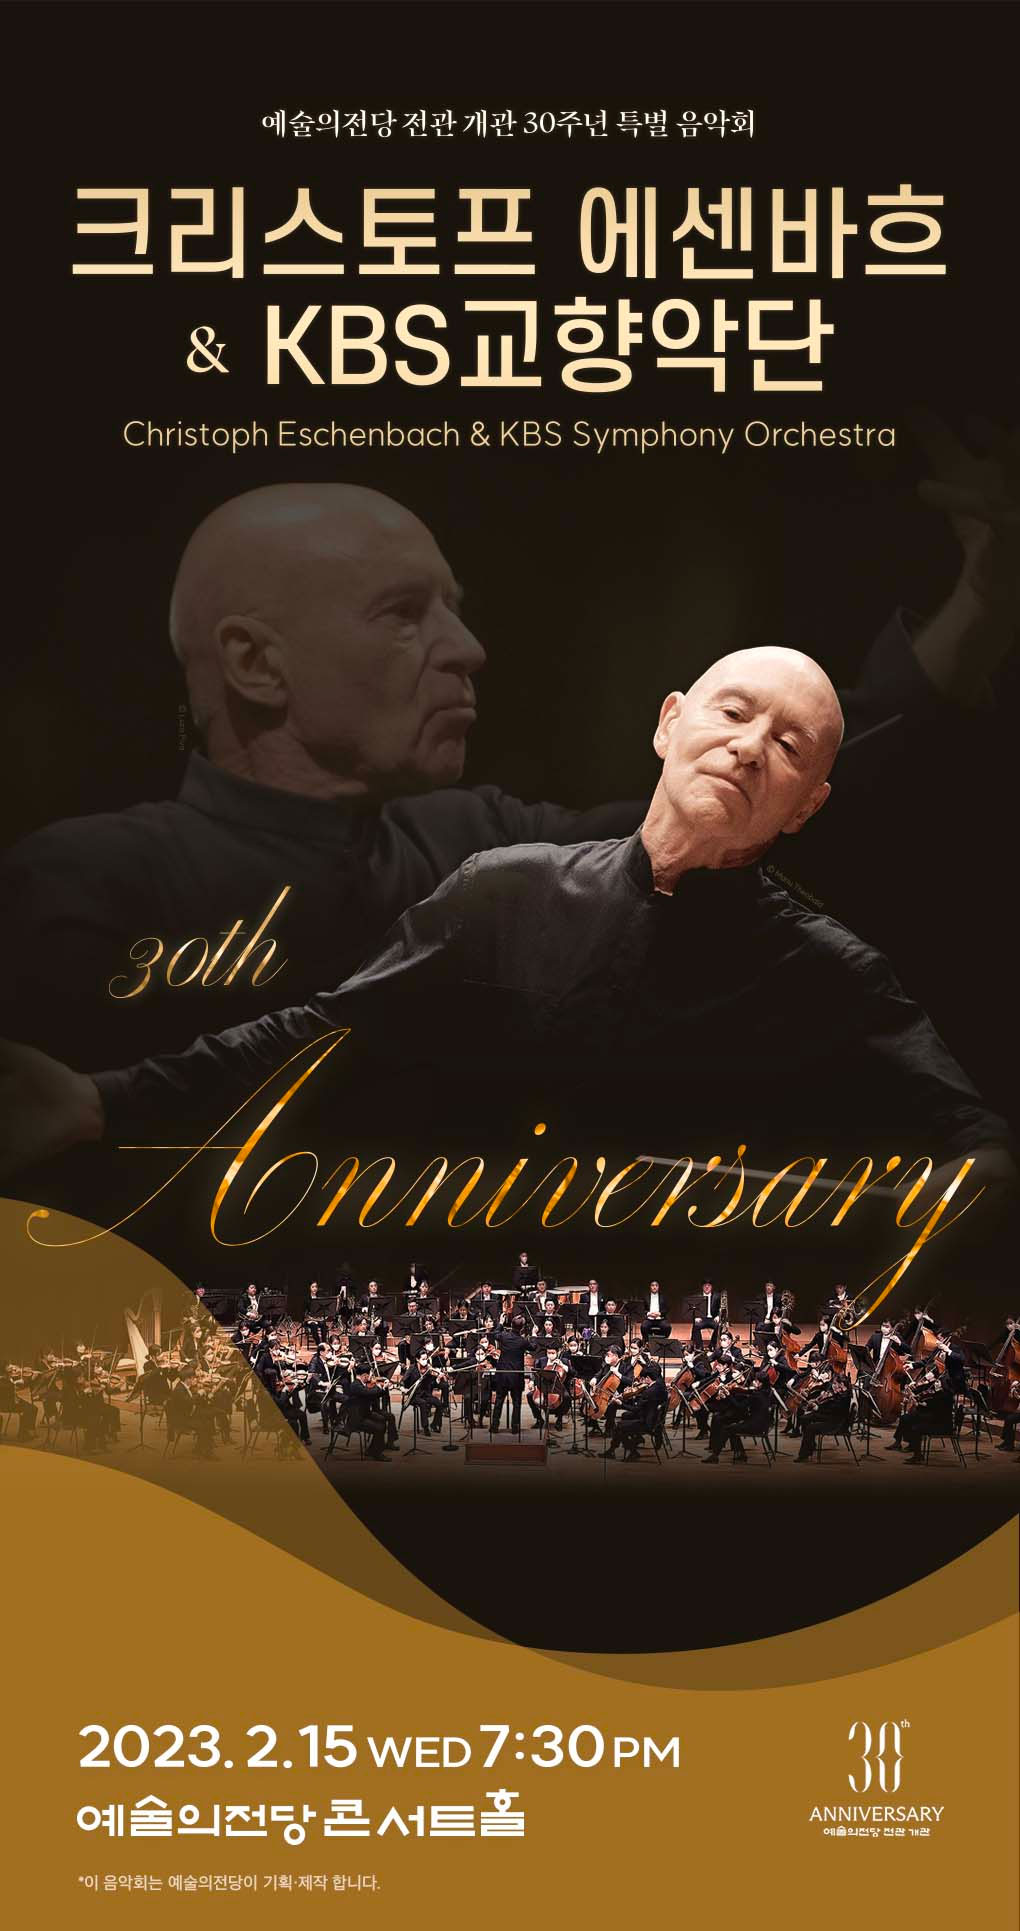 예술의전당 전관 개관 30주년 특별 음악회
크리스토프 에센바흐
& KBS교향악단
Christoph Eschenbach & KBS Symphony Orchestra
© Luca Piva
© Manu Theobald
30th
Anniversary
2023. 2. 15 WED 7:30 PM
예술의전당 콘서트홀
*이 음악회는 예술의전당이 기획·제작 합니다.
30th
ANNIVERSARY
예술의전당 전관 개관